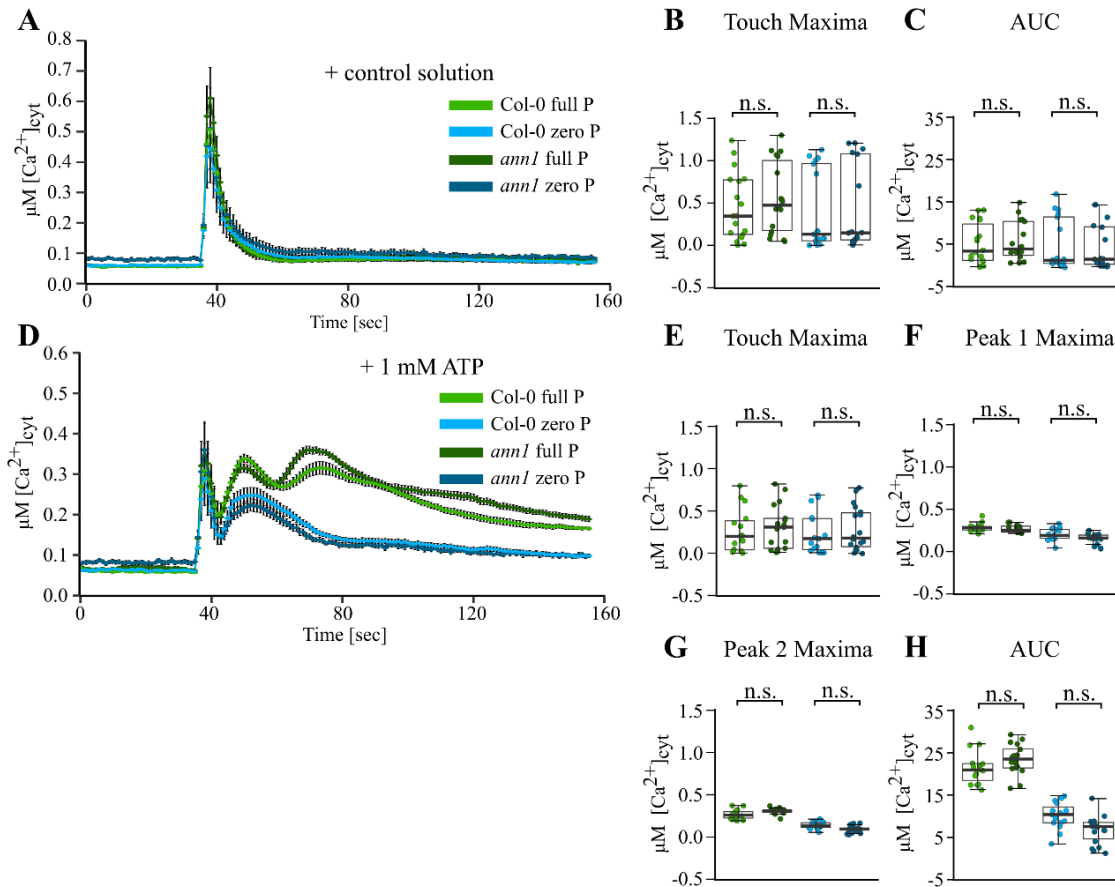 A
µM [Ca²⁺]cyt
0.8
0.7
0.6
0.5
0.4
0.3
0.2
0.1
0.0
+ control solution
Col-0 full P
Col-0 zero P
ann1 full P
ann1 zero P
0 40 80 120 160
Time [sec]
B Touch Maxima
n.s. n.s.
µM [Ca²⁺]cyt
1.5
1.0
0.5
0.0
-0.5
C AUC
n.s. n.s.
µM [Ca²⁺]cyt
35
25
15
5
-5
D
µM [Ca²⁺]cyt
0.6
0.5
0.4
0.3
0.2
0.1
0.0
+ 1 mM ATP
Col-0 full P
Col-0 zero P
ann1 full P
ann1 zero P
0 40 80 120 160
Time [sec]
E Touch Maxima
n.s. n.s.
µM [Ca²⁺]cyt
1.5
1.0
0.5
0.0
-0.5
F Peak 1 Maxima
n.s. n.s.
µM [Ca²⁺]cyt
1.5
1.0
0.5
0.0
-0.5
G Peak 2 Maxima
n.s. n.s.
µM [Ca²⁺]cyt
1.5
1.0
0.5
0.0
-0.5
H AUC
n.s. n.s.
µM [Ca²⁺]cyt
35
25
15
5
-5